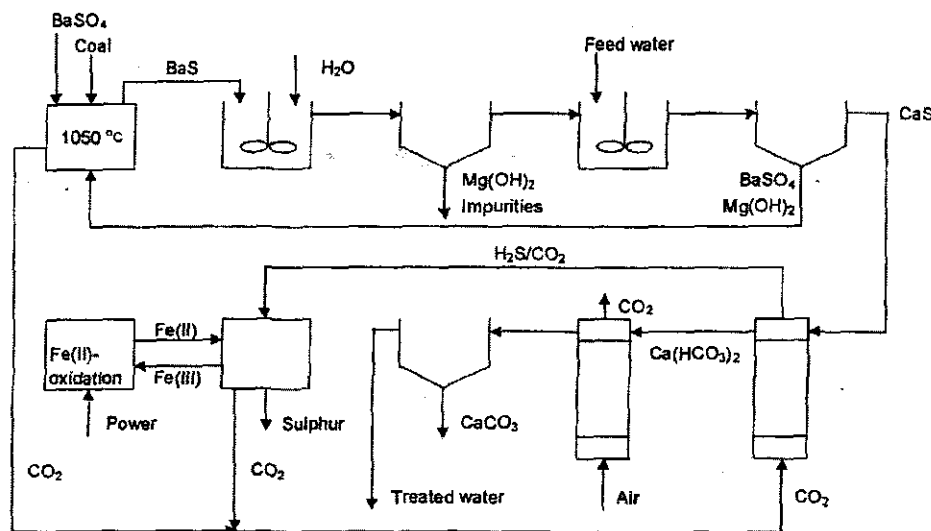 BaSO₄
Coal
BaS
H₂O
Feed water
1050 °C
CaS
Mg(OH)₂
Impurities
BaSO₄
Mg(OH)₂
H₂S/CO₂
CO₂
Fe(II)
Ca(HCO₃)₂
Fe(II)-
oxidation
Fe(III)
Power
Sulphur
CaCO₃
CO₂
CO₂
Treated water
Air
CO₂